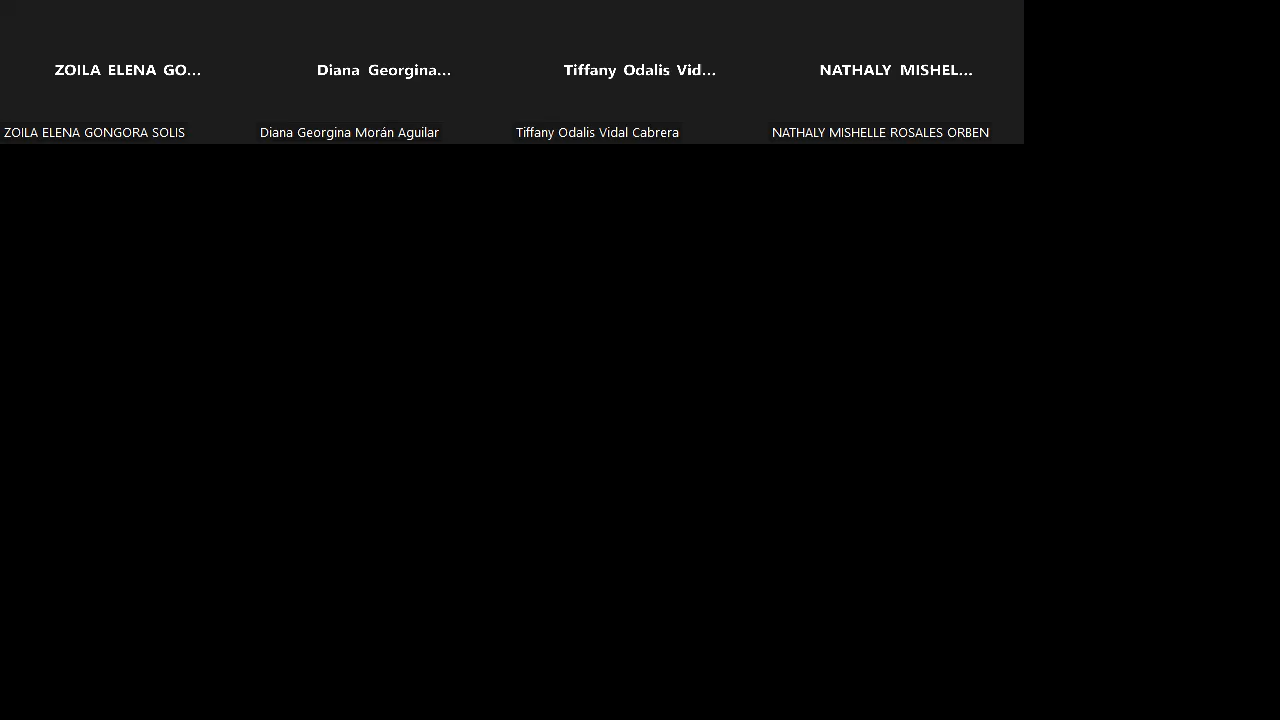 ZOILA ELENA GO...
Diana Georgina...
Tiffany Odalis Vid...
NATHALY MISHEL...
ZOILA ELENA GONGORA SOLIS
Diana Georgina Morán Aguilar
Tiffany Odalis Vidal Cabrera
NATHALY MISHELLE ROSALES ORBEN